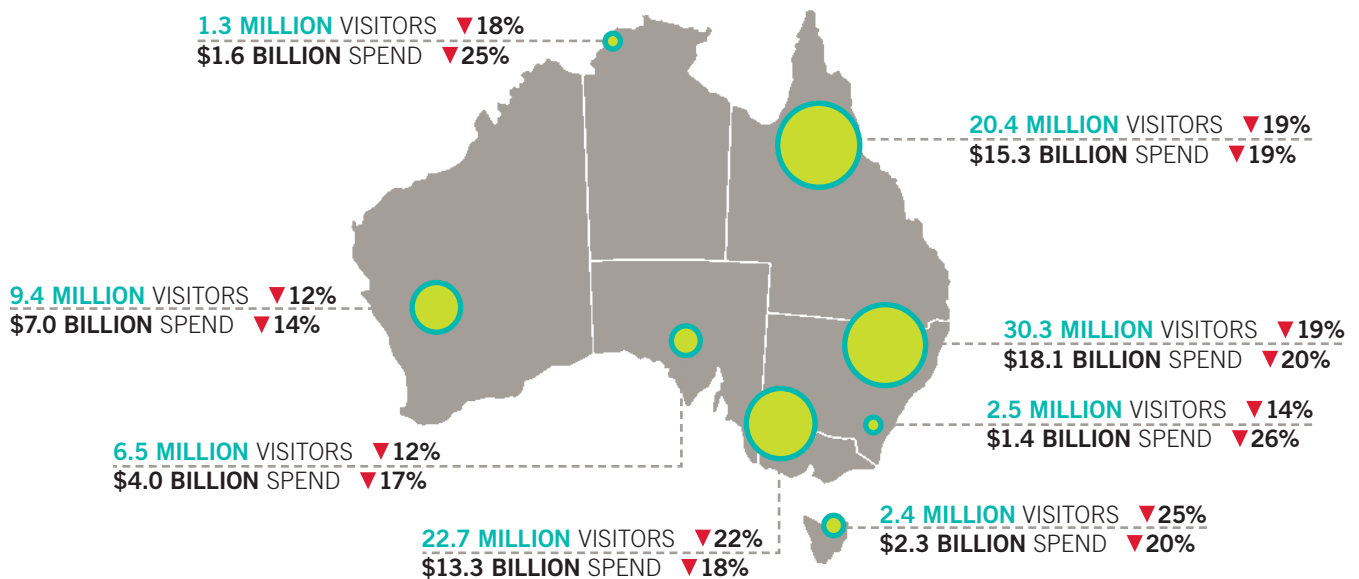 1.3 MILLION VISITORS ▼18%
$1.6 BILLION SPEND ▼25%
20.4 MILLION VISITORS ▼19%
$15.3 BILLION SPEND ▼19%
9.4 MILLION VISITORS ▼12%
$7.0 BILLION SPEND ▼14%
30.3 MILLION VISITORS ▼19%
$18.1 BILLION SPEND ▼20%
2.5 MILLION VISITORS ▼14%
$1.4 BILLION SPEND ▼26%
6.5 MILLION VISITORS ▼12%
$4.0 BILLION SPEND ▼17%
2.4 MILLION VISITORS ▼25%
$2.3 BILLION SPEND ▼20%
22.7 MILLION VISITORS ▼22%
$13.3 BILLION SPEND ▼18%